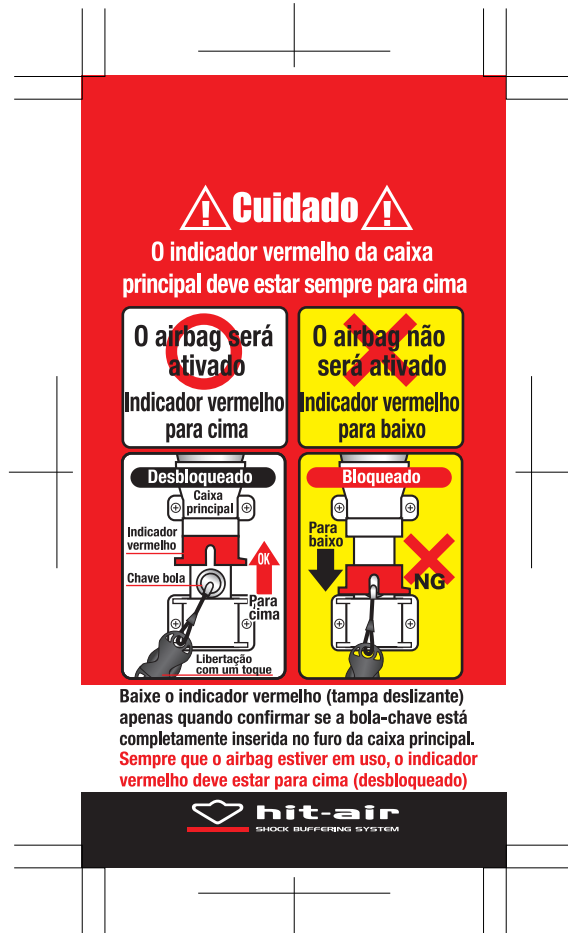 Cuidado
O indicador vermelho da caixa
principal deve estar sempre para cima
O airbag será
ativado
Indicador vermelho
para cima
O airbag não
será ativado
Indicador vermelho
para baixo
Desbloqueado
Caixa
principal
Indicador
vermelho
OK
Chave bola
Para
cima
Libertação
com um toque
Bloqueado
Para
baixo
NG
Baixe o indicador vermelho (tampa deslizante)
apenas quando confirmar se a bola-chave está
completamente inserida no furo da caixa principal.
Sempre que o airbag estiver em uso, o indicador
vermelho deve estar para cima (desbloqueado)
hit-air
SHOCK BUFFERING SYSTEM